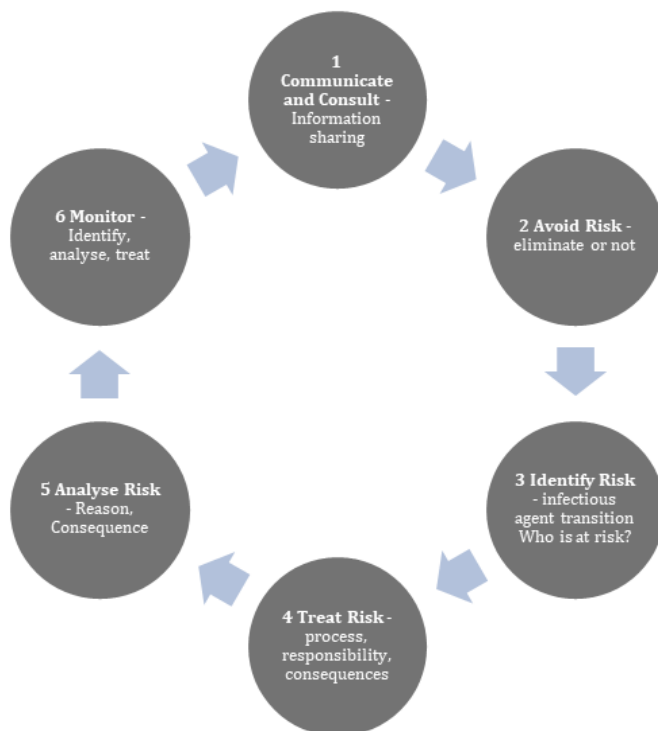 1
Communicate
and Consult -
Information
sharing
2 Avoid Risk -
eliminate or not
3 Identify Risk
- infectious
agent transition
Who is at risk?
4 Treat Risk -
process,
responsibility,
consequences
5 Analyse Risk
- Reason,
Consequence
6 Monitor -
Identify,
analyse, treat